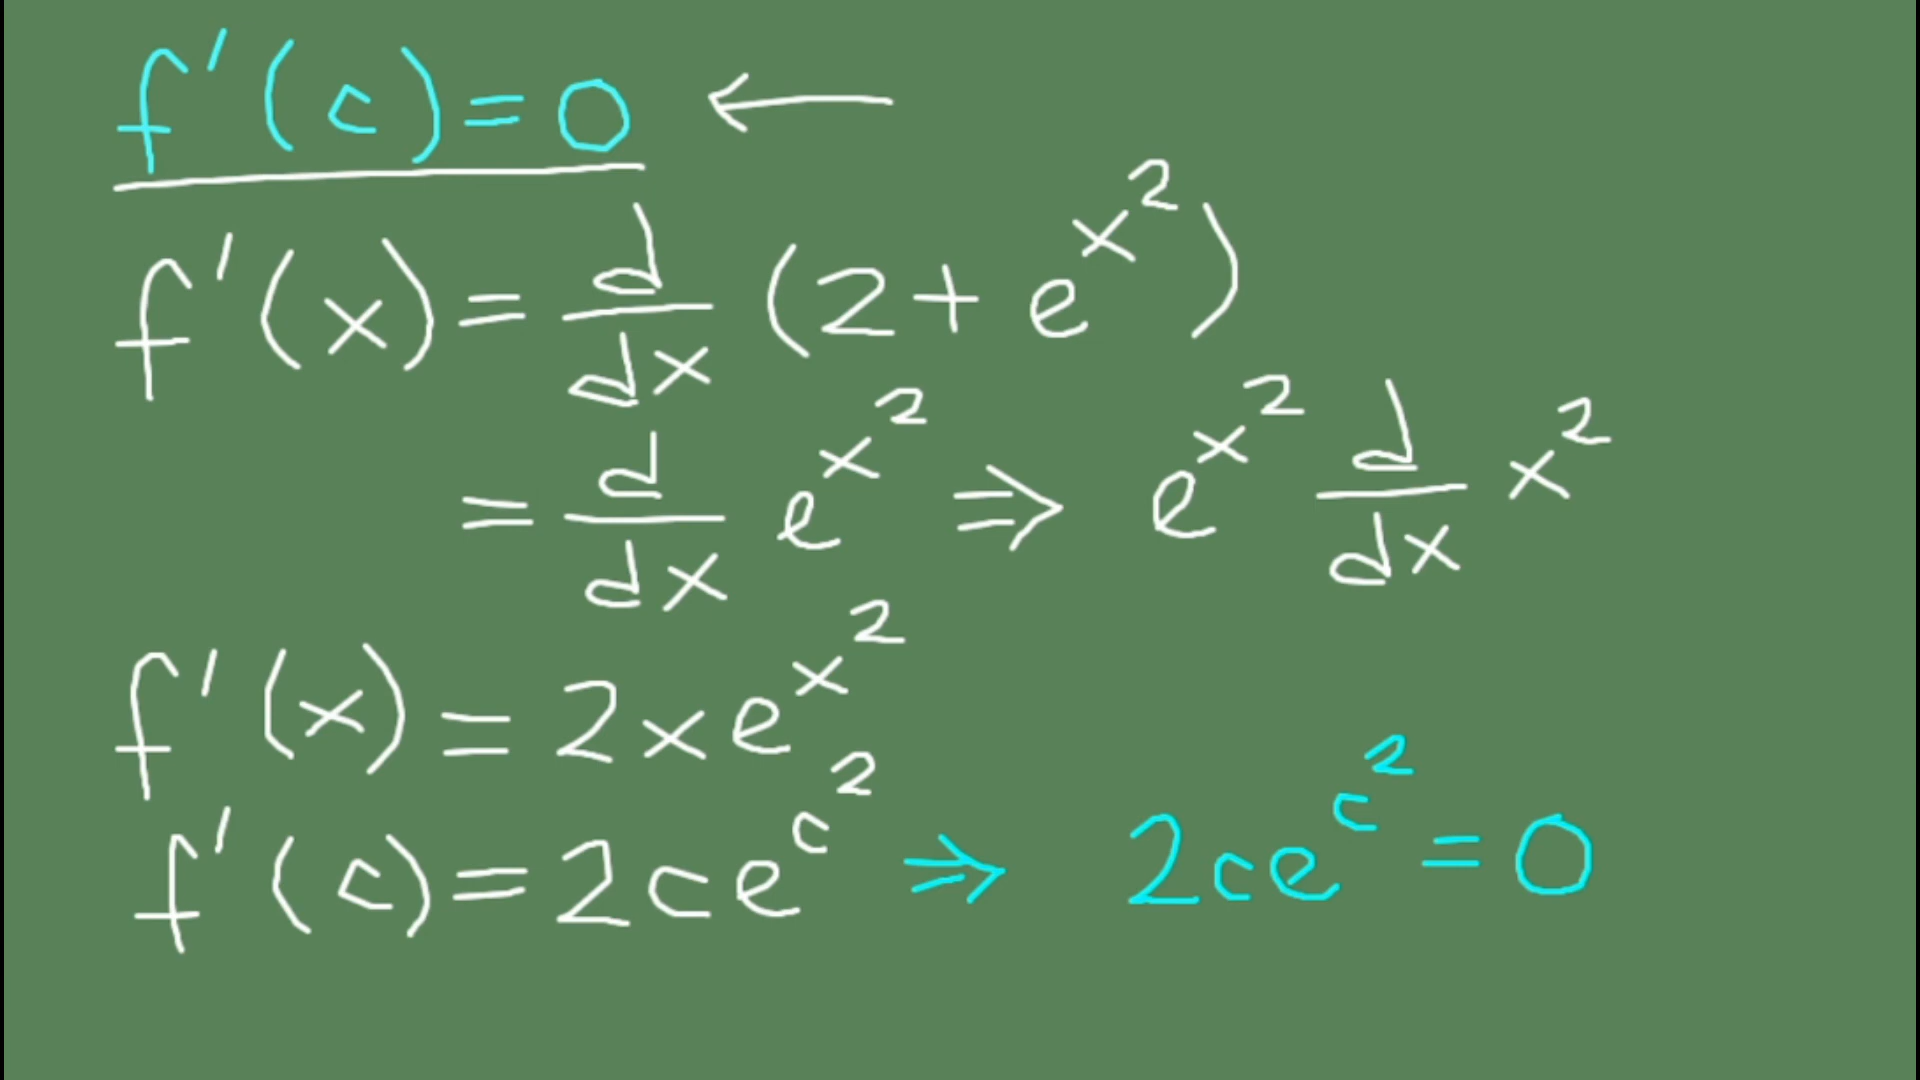 f'(c)=0 ←
f'(x)= d/dx (2+e^x^2)
= d/dx e^x^2 ⇒ e^x^2 d/dx x^2
f'(x)=2xe^x^2
f'(c)=2ce^c^2 ⇒ 2ce^c^2=0